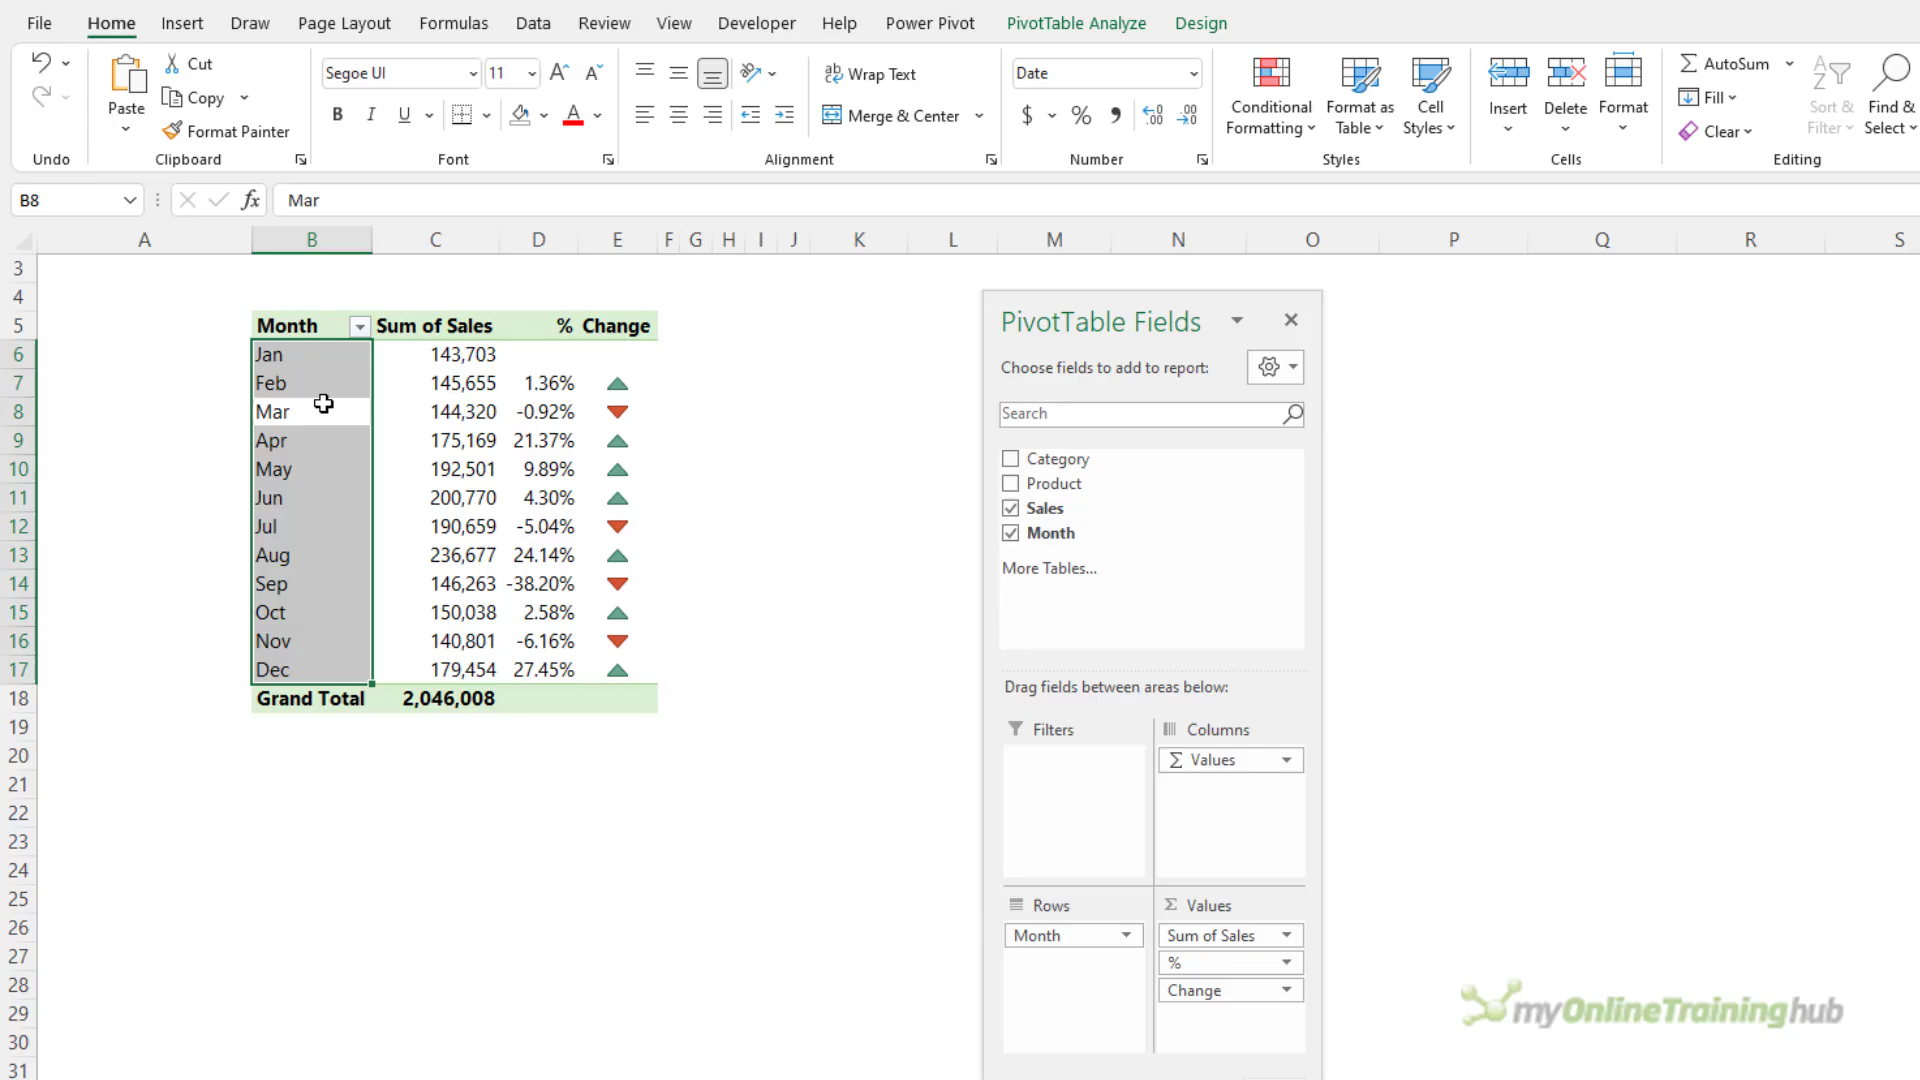 File Home Insert Draw Page Layout Formulas Data Review View Developer Help Power Pivot PivotTable Analyze Design
Paste Cut
Copy
Format Painter
Segoe UI 11
B I U
Wrap Text
Merge & Center
Date
$ % ,
Conditional Formatting
Format as Table
Cell Styles
Insert Delete Format
AutoSum
Fill
Clear
Sort & Filter
Find & Select
Undo Clipboard Font Alignment Number Styles Cells Editing
B8 fx Mar
A B C D E F G H I J K L M N O P Q R S
3
4
5 Month Sum of Sales % Change
6 Jan 143,703
7 Feb 145,655 1.36%
8 Mar 144,320 -0.92%
9 Apr 175,169 21.37%
10 May 192,501 9.89%
11 Jun 200,770 4.30%
12 Jul 190,659 -5.04%
13 Aug 236,677 24.14%
14 Sep 146,263 -38.20%
15 Oct 150,038 2.58%
16 Nov 140,801 -6.16%
17 Dec 179,454 27.45%
18 Grand Total 2,046,008
19
20
21
22
23
24
25
26
27
28
29
30
31
PivotTable Fields
Choose fields to add to report:
Search
Category
Product
Sales
Month
More Tables...
Drag fields between areas below:
Filters
Columns
Σ Values
Rows
Month
Σ Values
Sum of Sales
%
Change
myOnlineTraininghub